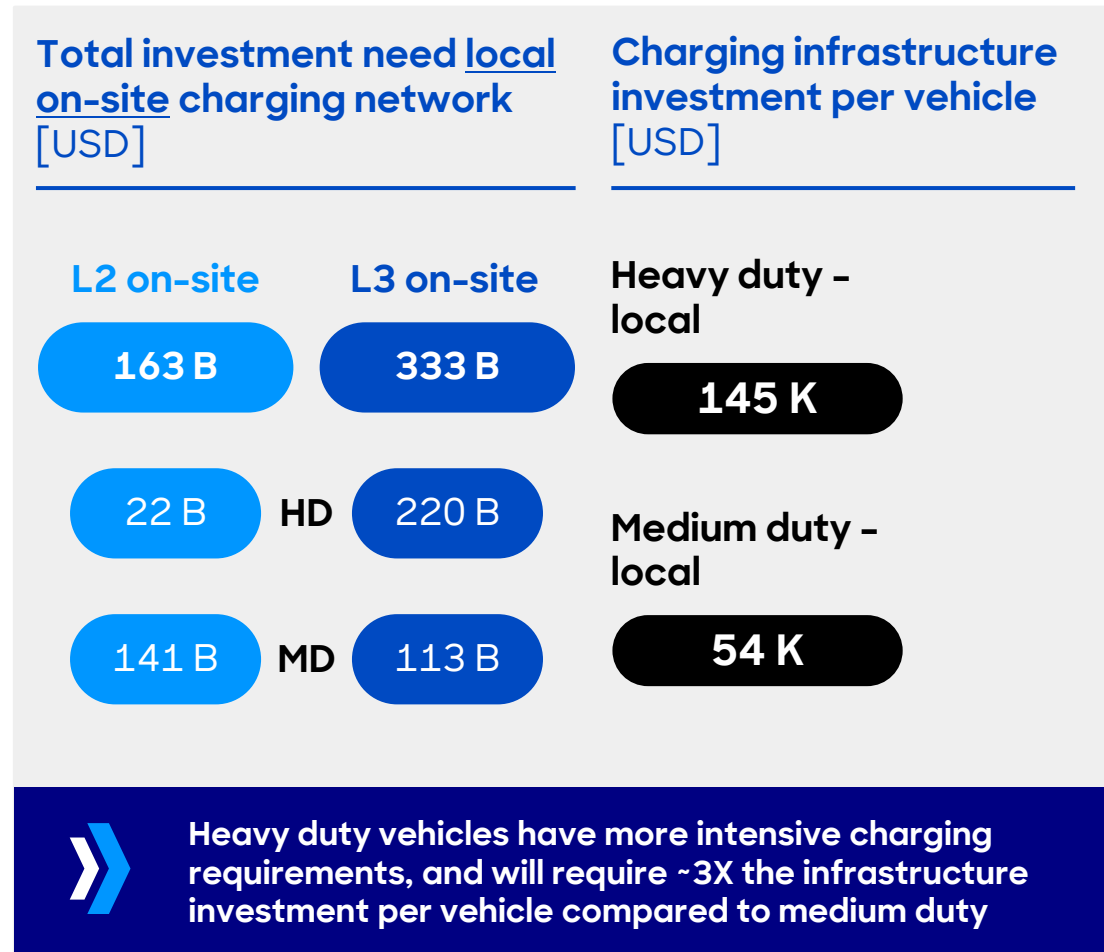 Total investment need local
on-site charging network
[USD]
L2 on-site
L3 on-site
163 B
333 B
22 B
HD
220 B
141 B
MD
113 B
Charging infrastructure
investment per vehicle
[USD]
Heavy duty –
local
145 K
Medium duty –
local
54 K
Heavy duty vehicles have more intensive charging
requirements, and will require ~3X the infrastructure
investment per vehicle compared to medium duty